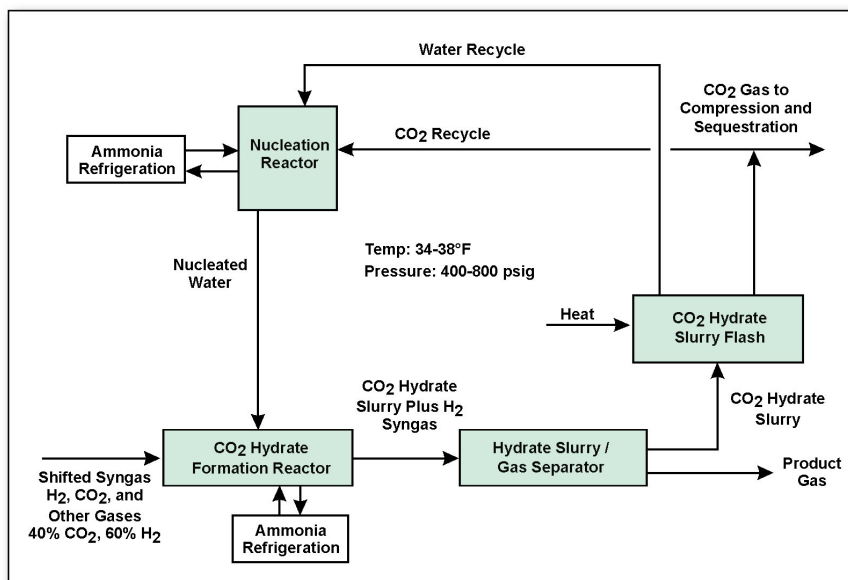 Water Recycle
CO2 Gas to
Compression and
Sequestration
Nucleation
Reactor
CO2 Recycle
Ammonia
Refrigeration
Temp: 34-38°F
Pressure: 400-800 psig
Nucleated
Water
Heat
CO2 Hydrate
Slurry Flash
CO2 Hydrate
Slurry Plus H2
Syngas
CO2 Hydrate
Slurry
CO2 Hydrate
Formation Reactor
Hydrate Slurry /
Gas Separator
Product
Gas
Shifted Syngas
H2, CO2, and
Other Gases
40% CO2, 60% H2
Ammonia
Refrigeration